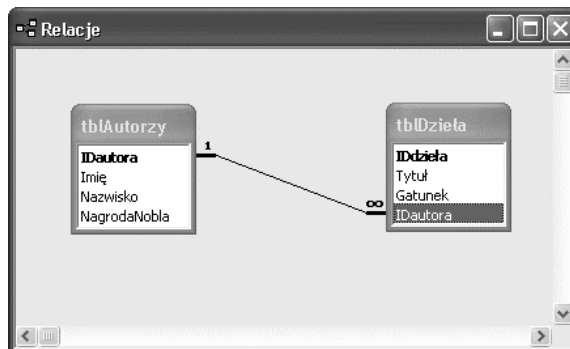 Relacje
tblAutorzy
IDautora
Imię
Nazwisko
NagrodaNobla
1
∞
tblDzieła
IDdzieła
Tytuł
Gatunek
IDautora